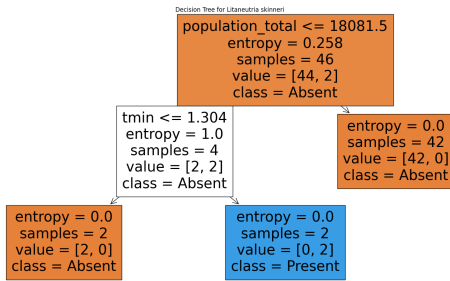 Decision Tree for Litaneutria skinneri
population_total <= 18081.5
entropy = 0.258
samples = 46
value = [44, 2]
class = Absent
tmin <= 1.304
entropy = 1.0
samples = 4
value = [2, 2]
class = Absent
entropy = 0.0
samples = 42
value = [42, 0]
class = Absent
entropy = 0.0
samples = 2
value = [2, 0]
class = Absent
entropy = 0.0
samples = 2
value = [0, 2]
class = Present